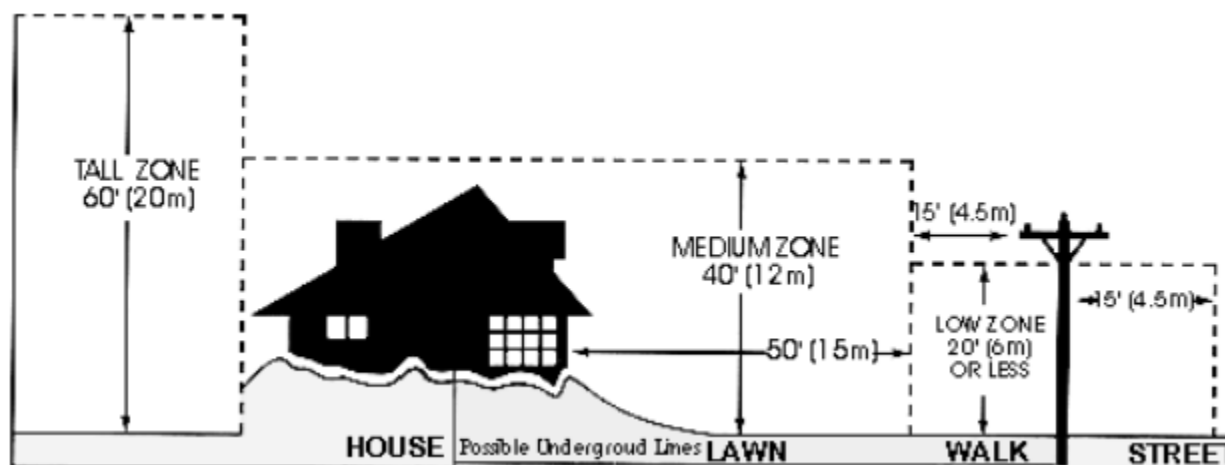 TALL ZONE
60' (20m)
MEDIUM ZONE
40' (12m)
15' (4.5m)
50' (15m)
LOW ZONE
20' (6m)
OR LESS
15' (4.5m)
HOUSE
Possible Undergroud Lines
LAWN
WALK
STREE